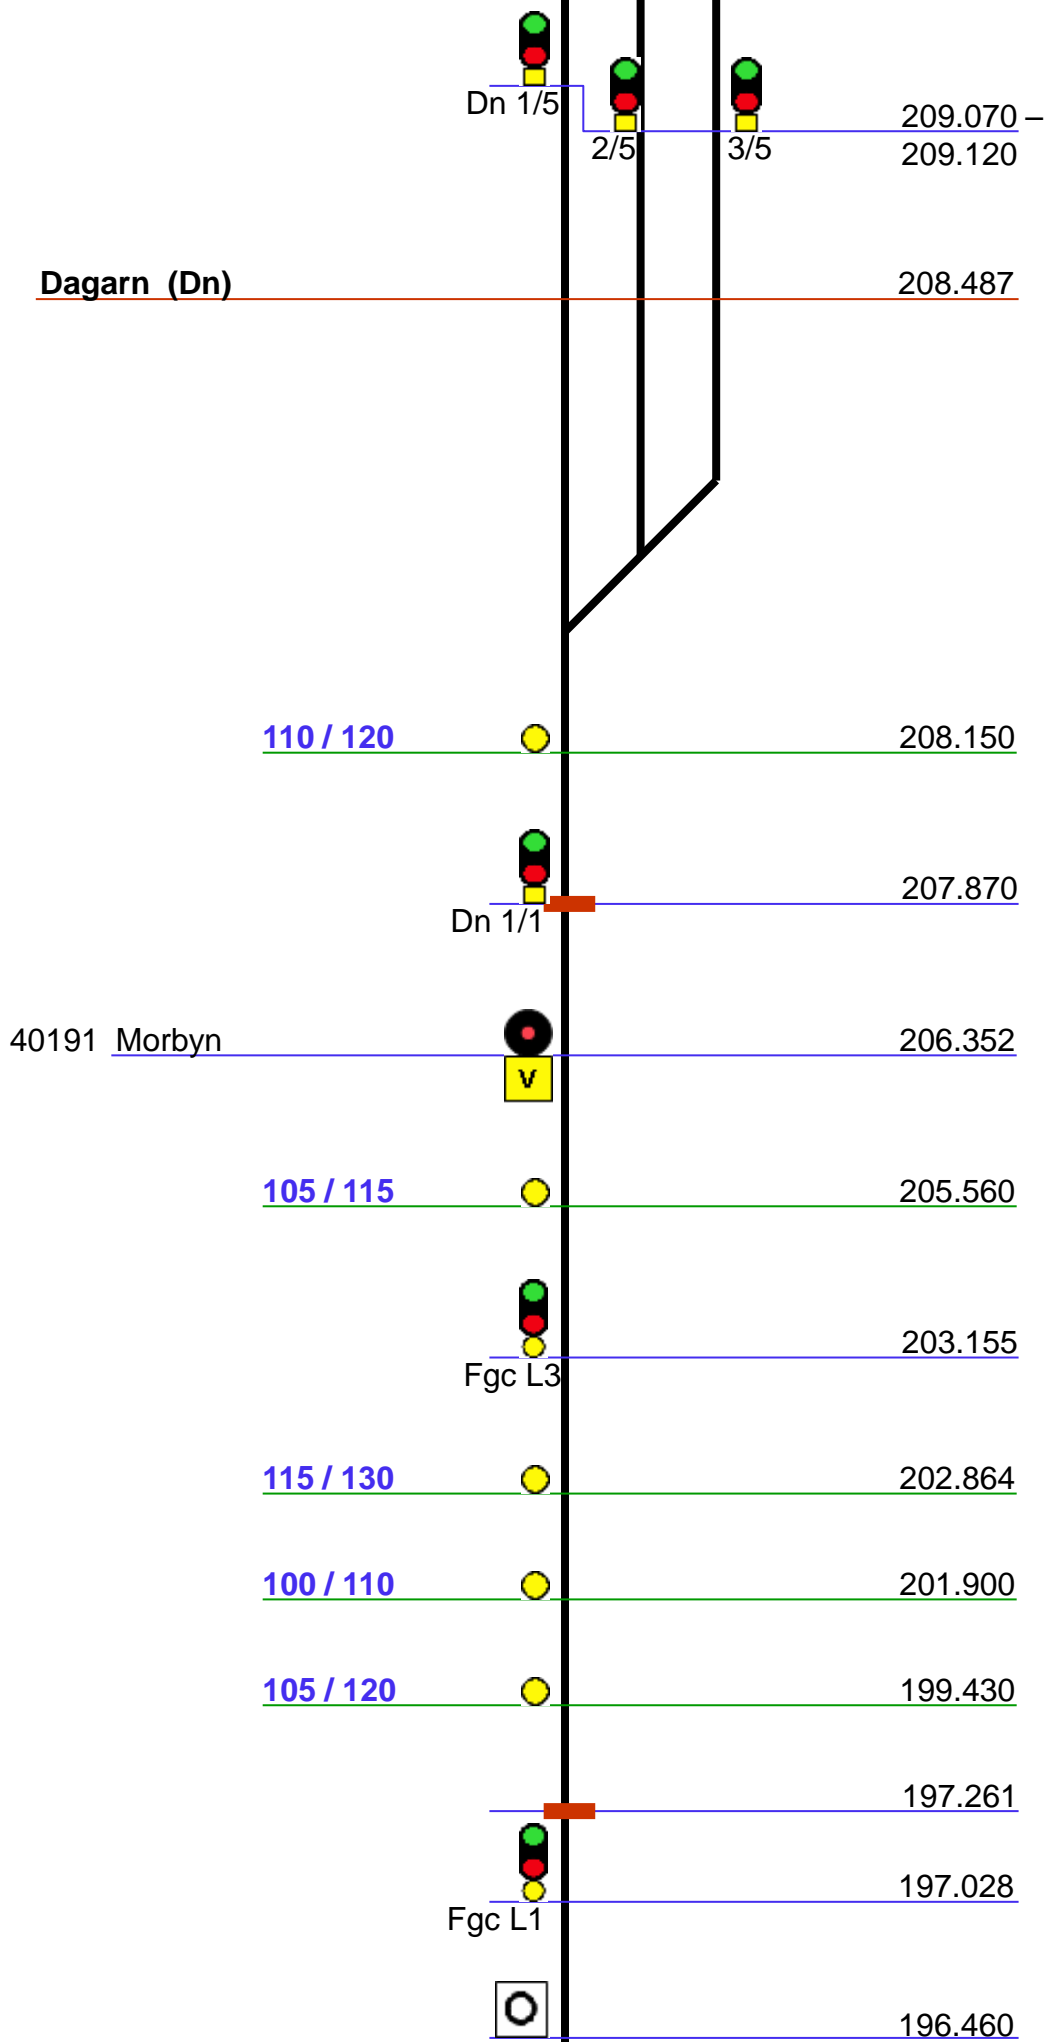 Dn 1/5
209.070 –
2/5 3/5
209.120
Dagarn (Dn) 208.487
110 / 120 208.150
207.870
Dn 1/1
40191 Morbyn 206.352
V
105 / 115 205.560
203.155
Fgc L3
115 / 130 202.864
100 / 110 201.900
105 / 120 199.430
197.261
197.028
Fgc L1
O
196.460